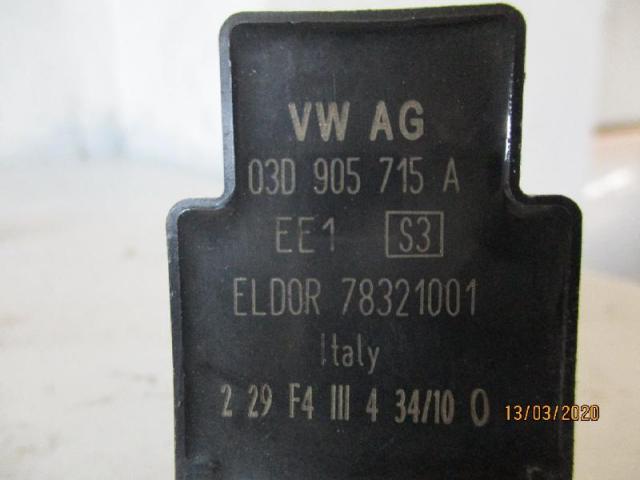 VW AG
03D 905 715 A
EE1 S3
ELDOR 78321001
Italy
2 29 F4 III 4 34/10 0
13/03/2020